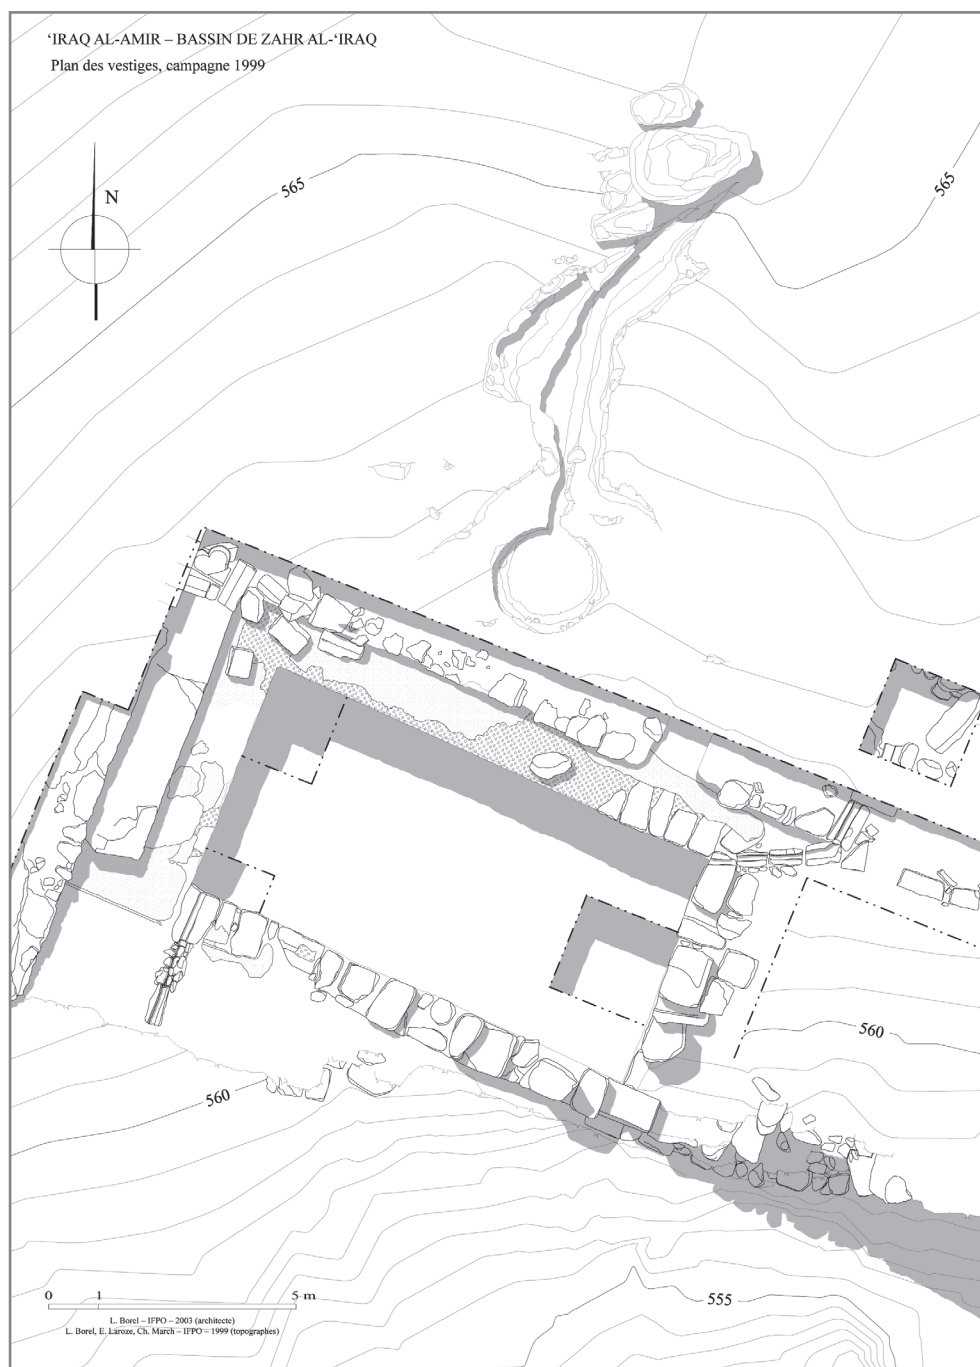 ‘IRAQ AL-AMIR – BASSIN DE ZAHR AL-‘IRAQ
Plan des vestiges, campagne 1999
N
565
565
560
560
555
0 1 5 m
L. Borel – IFPO – 2003 (architecte)
L. Borel, E. Laroze, Ch. March – IFPO – 1999 (topographes)